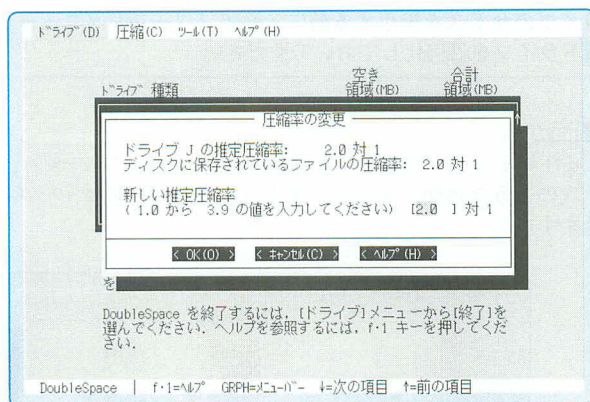 ﾄﾞﾗｲﾌﾞ(D) 圧縮(C) ﾂｰﾙ(T) ﾍﾙﾌﾟ(H)
空き 合計
ﾄﾞﾗｲﾌﾞ 種類 領域(MB) 領域(MB)
圧縮率の変更
ドライブ J の推定圧縮率: 2.0 対 1
ディスクに保存されているファイルの圧縮率: 2.0 対 1
新しい推定圧縮率
( 1.0 から 3.9 の値を入力してください) [2.0 ] 対 1
< OK(O) > < ｷｬﾝｾﾙ(C) > < ﾍﾙﾌﾟ(H) >
を
DoubleSpace を終了するには，[ドライブ]メニューから[終了]を
選んでください．ヘルプを参照するには，f･1 キーを押してくだ
さい．
DoubleSpace | f･1=ﾍﾙﾌﾟ GRPH=ﾒﾆｭｰﾊﾞｰ ↓=次の項目 ↑=前の項目